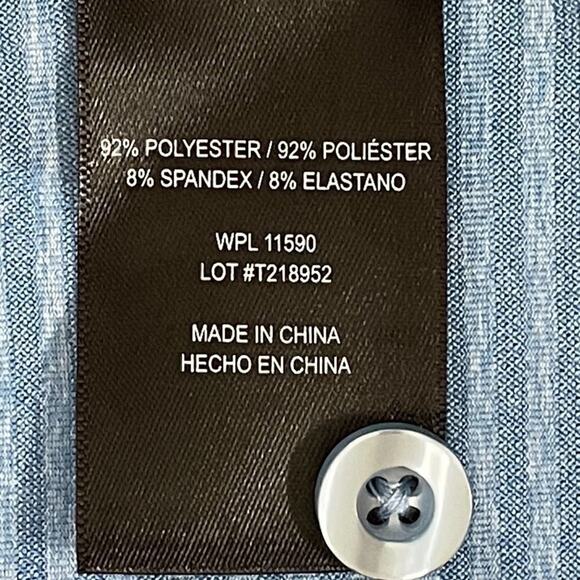 92% POLYESTER / 92% POLIÉSTER
8% SPANDEX / 8% ELASTANO
WPL 11590
LOT #T218952
MADE IN CHINA
HECHO EN CHINA